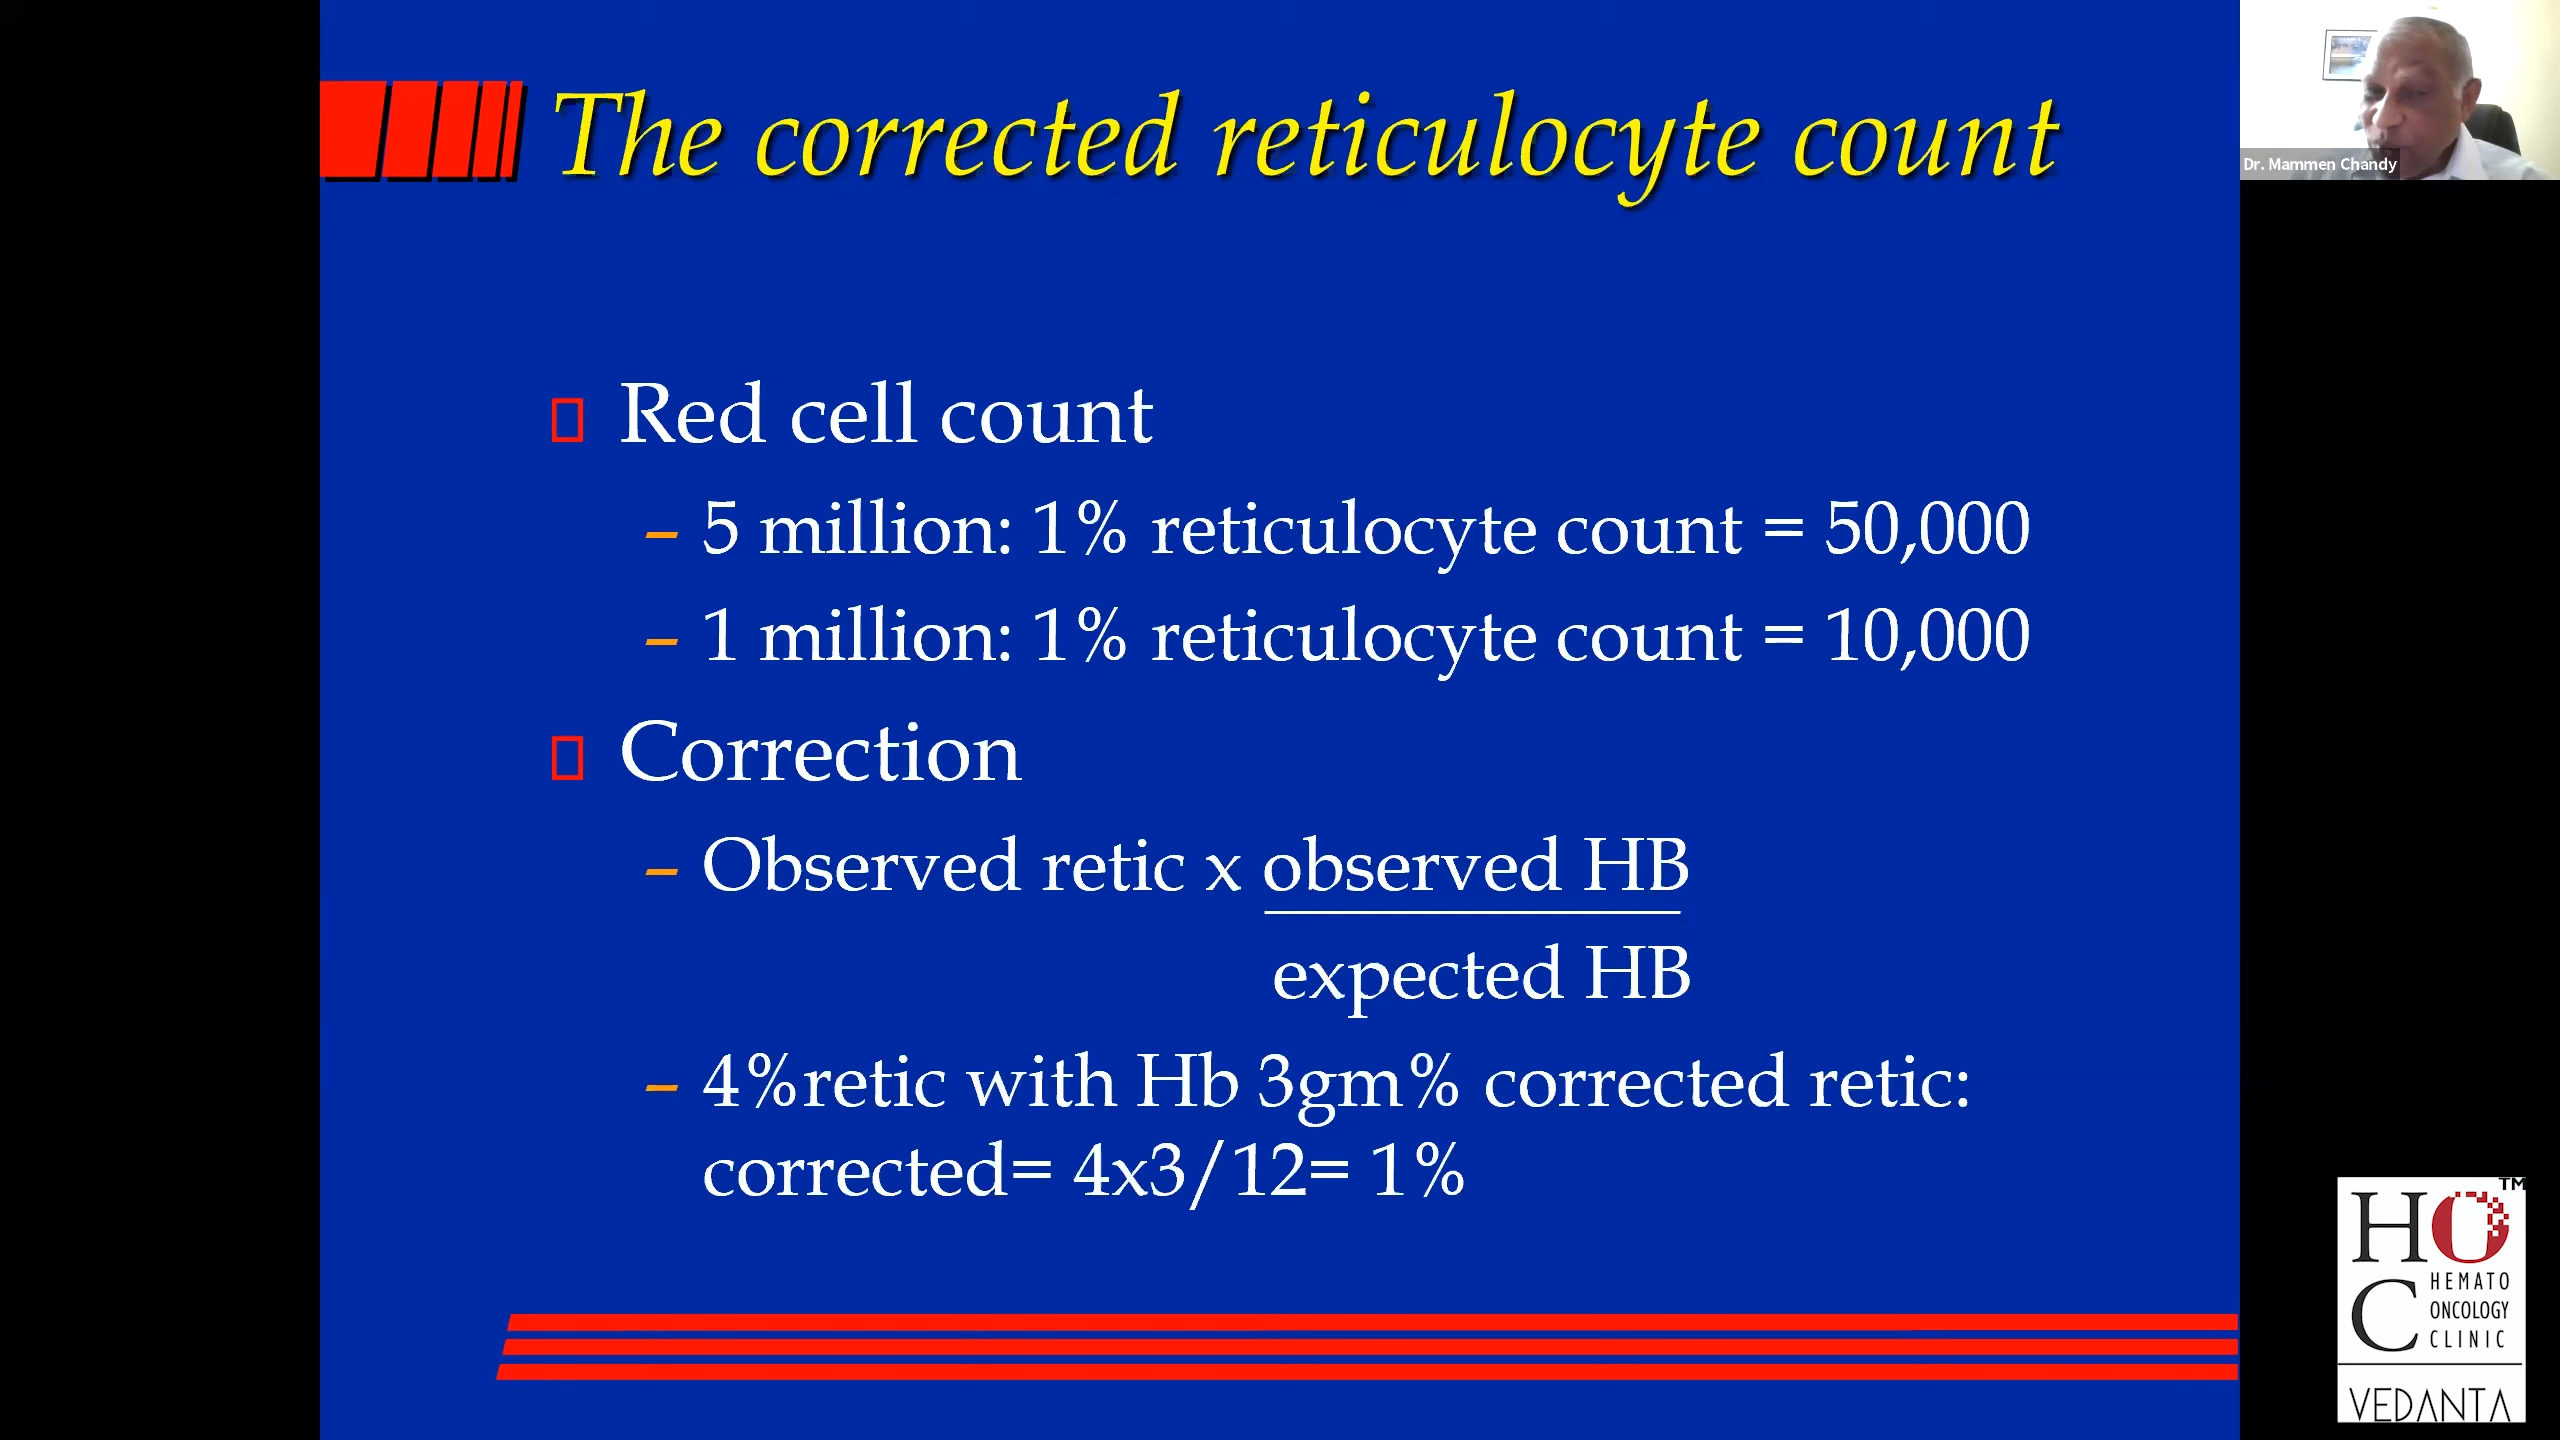 The corrected reticulocyte count
Dr. Mammen Chandy
Red cell count
– 5 million: 1% reticulocyte count = 50,000
– 1 million: 1% reticulocyte count = 10,000
Correction
– Observed retic x observed HB
expected HB
– 4%retic with Hb 3gm% corrected retic:
corrected= 4x3/12= 1%
HOC™
HEMATO
ONCOLOGY
CLINIC
VEDANTA